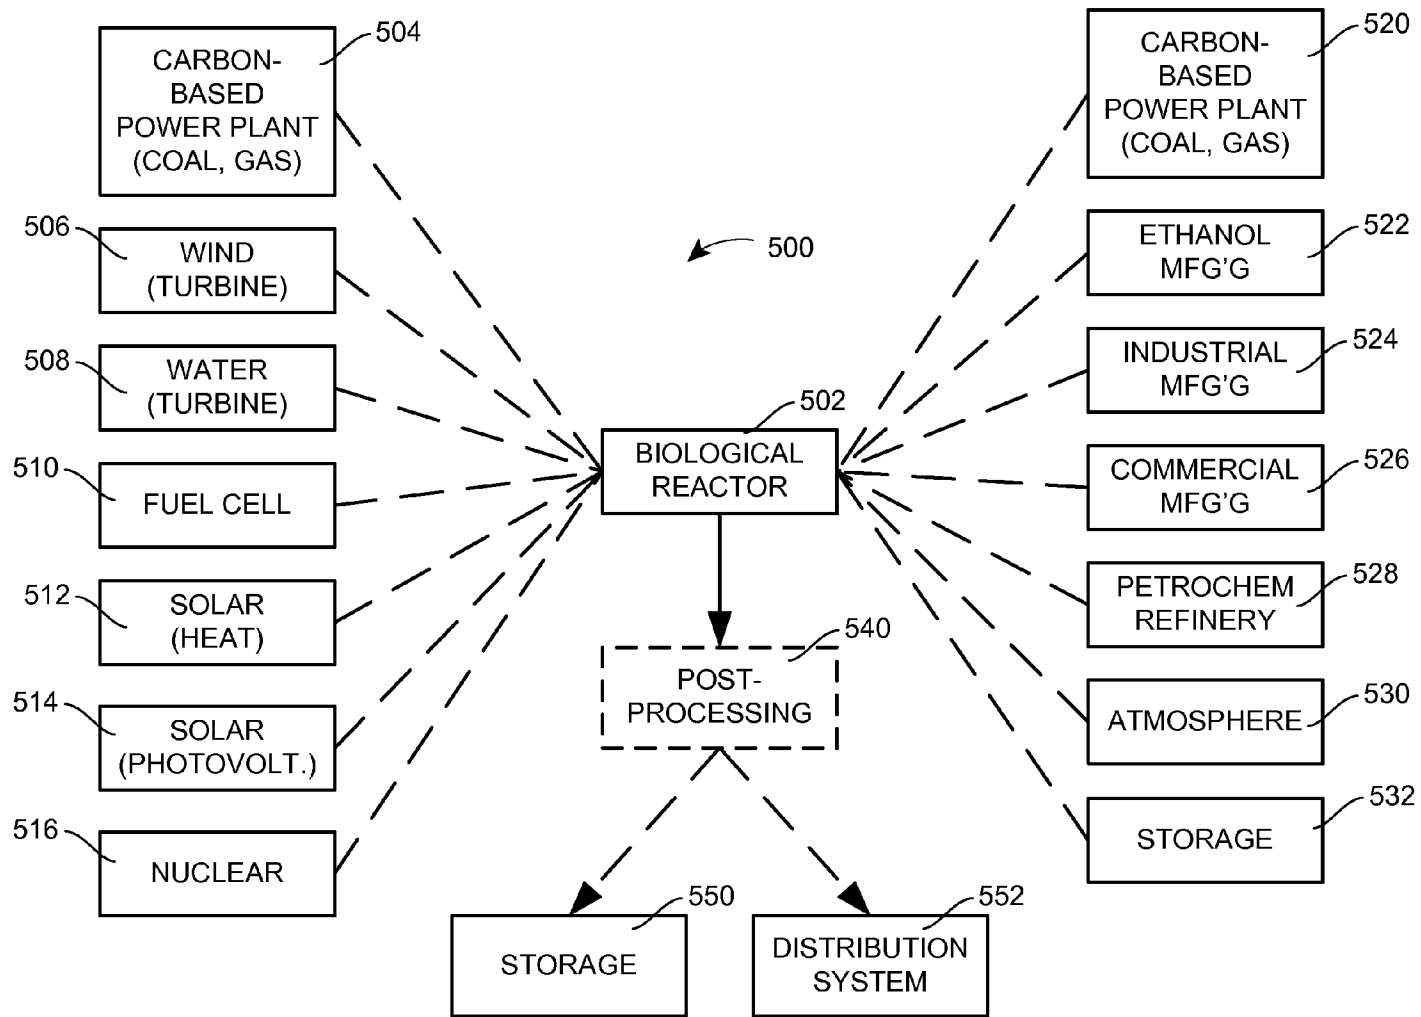 CARBON-
BASED
POWER PLANT
(COAL, GAS)
504
506
WIND
(TURBINE)
508
WATER
(TURBINE)
510
FUEL CELL
512
SOLAR
(HEAT)
514
SOLAR
(PHOTOVOLT.)
516
NUCLEAR
500
502
BIOLOGICAL
REACTOR
540
POST-
PROCESSING
550
STORAGE
552
DISTRIBUTION
SYSTEM
520
CARBON-
BASED
POWER PLANT
(COAL, GAS)
522
ETHANOL
MFG'G
524
INDUSTRIAL
MFG'G
526
COMMERCIAL
MFG'G
528
PETROCHEM
REFINERY
530
ATMOSPHERE
532
STORAGE